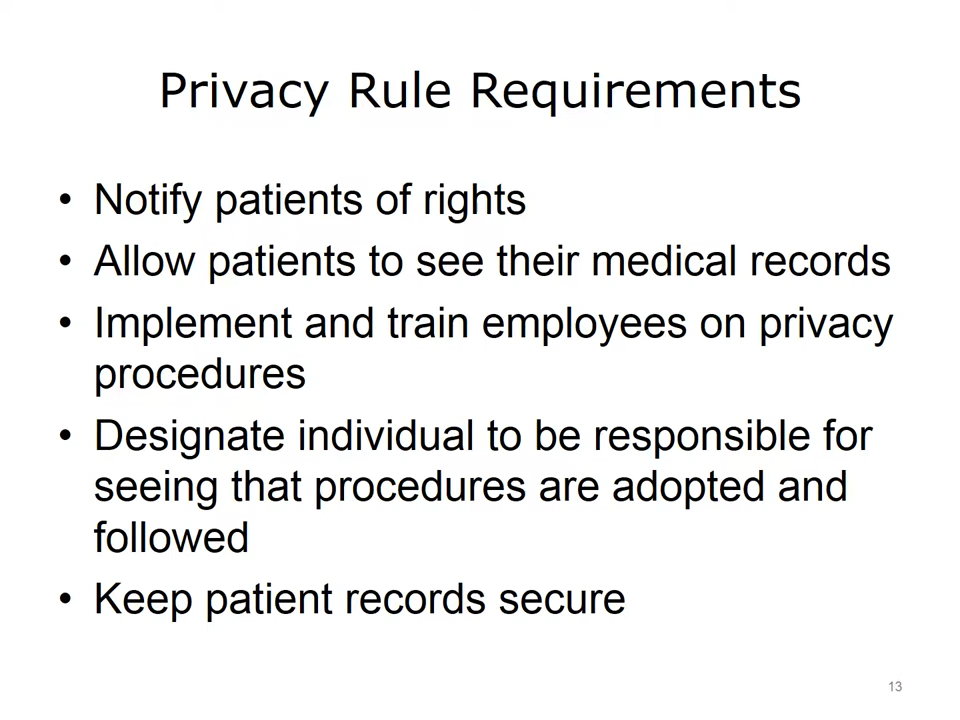 Privacy Rule Requirements
• Notify patients of rights
• Allow patients to see their medical records
• Implement and train employees on privacy
procedures
• Designate individual to be responsible for
seeing that procedures are adopted and
followed
• Keep patient records secure
13